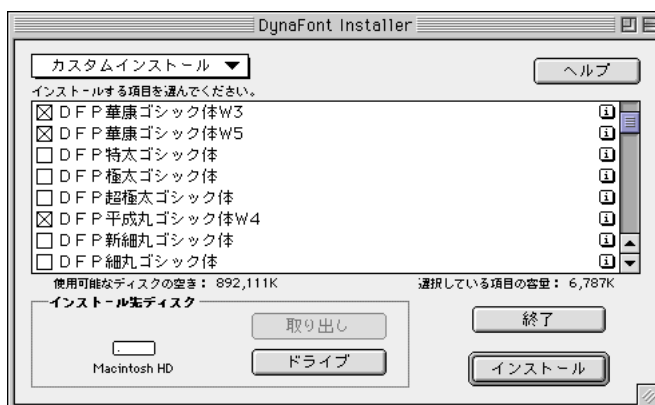 DynaFont Installer
カスタムインストール
ヘルプ
インストールする項目を選んでください。
ＤＦＰ華康ゴシック体W3
ＤＦＰ華康ゴシック体W5
ＤＦＰ特太ゴシック体
ＤＦＰ極太ゴシック体
ＤＦＰ超極太ゴシック体
ＤＦＰ平成丸ゴシック体W4
ＤＦＰ新細丸ゴシック体
ＤＦＰ細丸ゴシック体
使用可能なディスクの空き： 892,111K
選択している項目の容量： 6,787K
インストール先ディスク
取り出し
終了
Macintosh HD
ドライブ
インストール